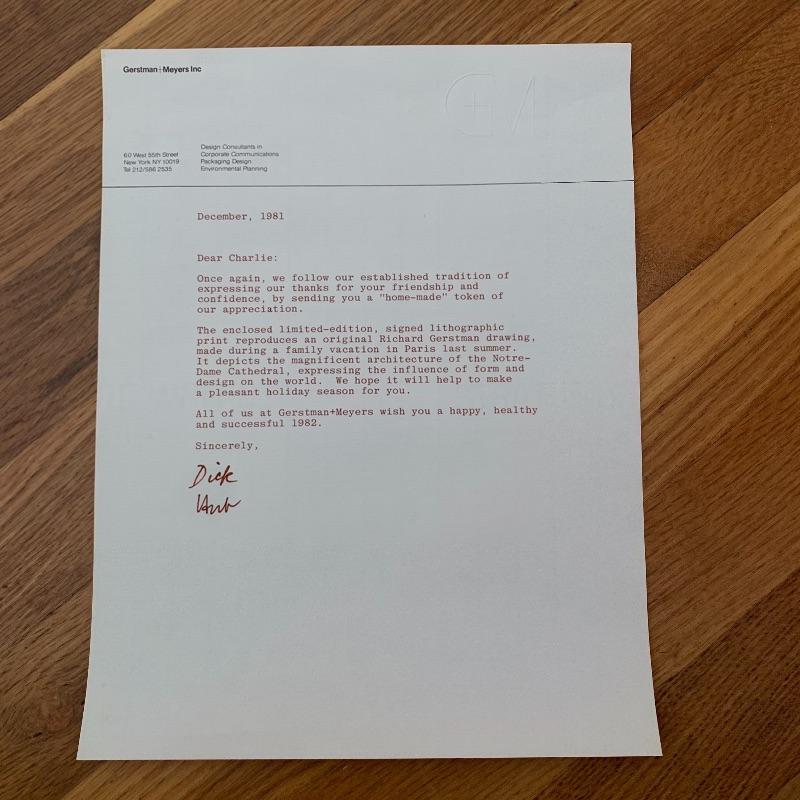 Gerstman+Meyers Inc
G+M
60 West 55th Street
New York NY 10019
Tel 212/586 2535
Design Consultants in
Corporate Communications
Packaging Design
Environmental Planning
December, 1981
Dear Charlie:
Once again, we follow our established tradition of
expressing our thanks for your friendship and
confidence, by sending you a "home-made" token of
our appreciation.
The enclosed limited-edition, signed lithographic
print reproduces an original Richard Gerstman drawing,
made during a family vacation in Paris last summer.
It depicts the magnificent architecture of the Notre-
Dame Cathedral, expressing the influence of form and
design on the world.  We hope it will help to make
a pleasant holiday season for you.
All of us at Gerstman+Meyers wish you a happy, healthy
and successful 1982.
Sincerely,
Dick
Herb